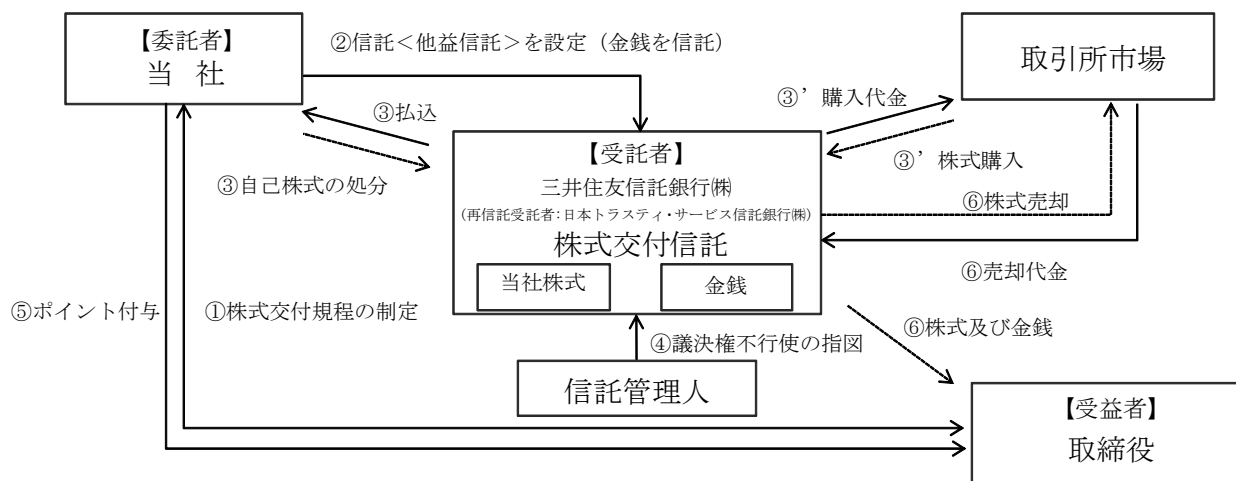 【委託者】
当 社
②信託＜他益信託＞を設定（金銭を信託）
取引所市場
③払込
③’購入代金
③’株式購入
③自己株式の処分
【受託者】
三井住友信託銀行㈱
(再信託受託者:日本トラスティ・サービス信託銀行㈱)
株式交付信託
当社株式
金銭
⑥株式売却
⑥売却代金
⑤ポイント付与
①株式交付規程の制定
④議決権不行使の指図
⑥株式及び金銭
信託管理人
【受益者】
取締役